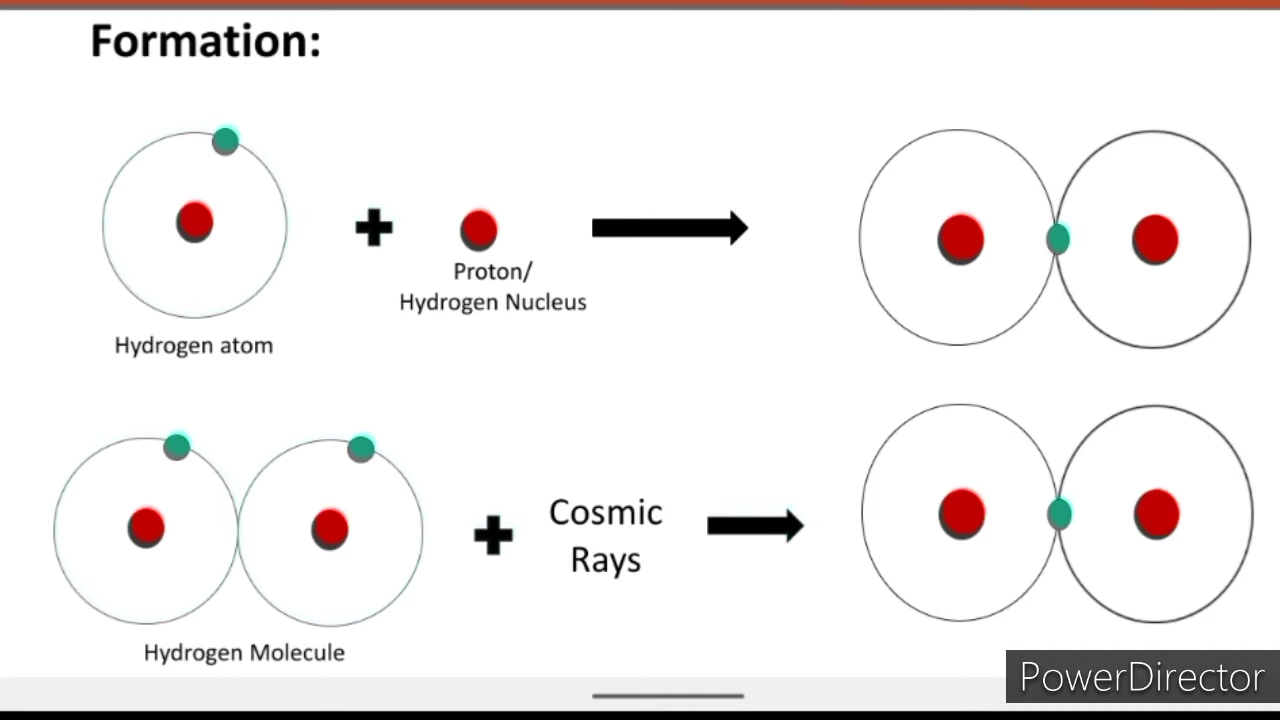 Formation:
Proton/
Hydrogen Nucleus
Hydrogen atom
Cosmic
Rays
Hydrogen Molecule
PowerDirector